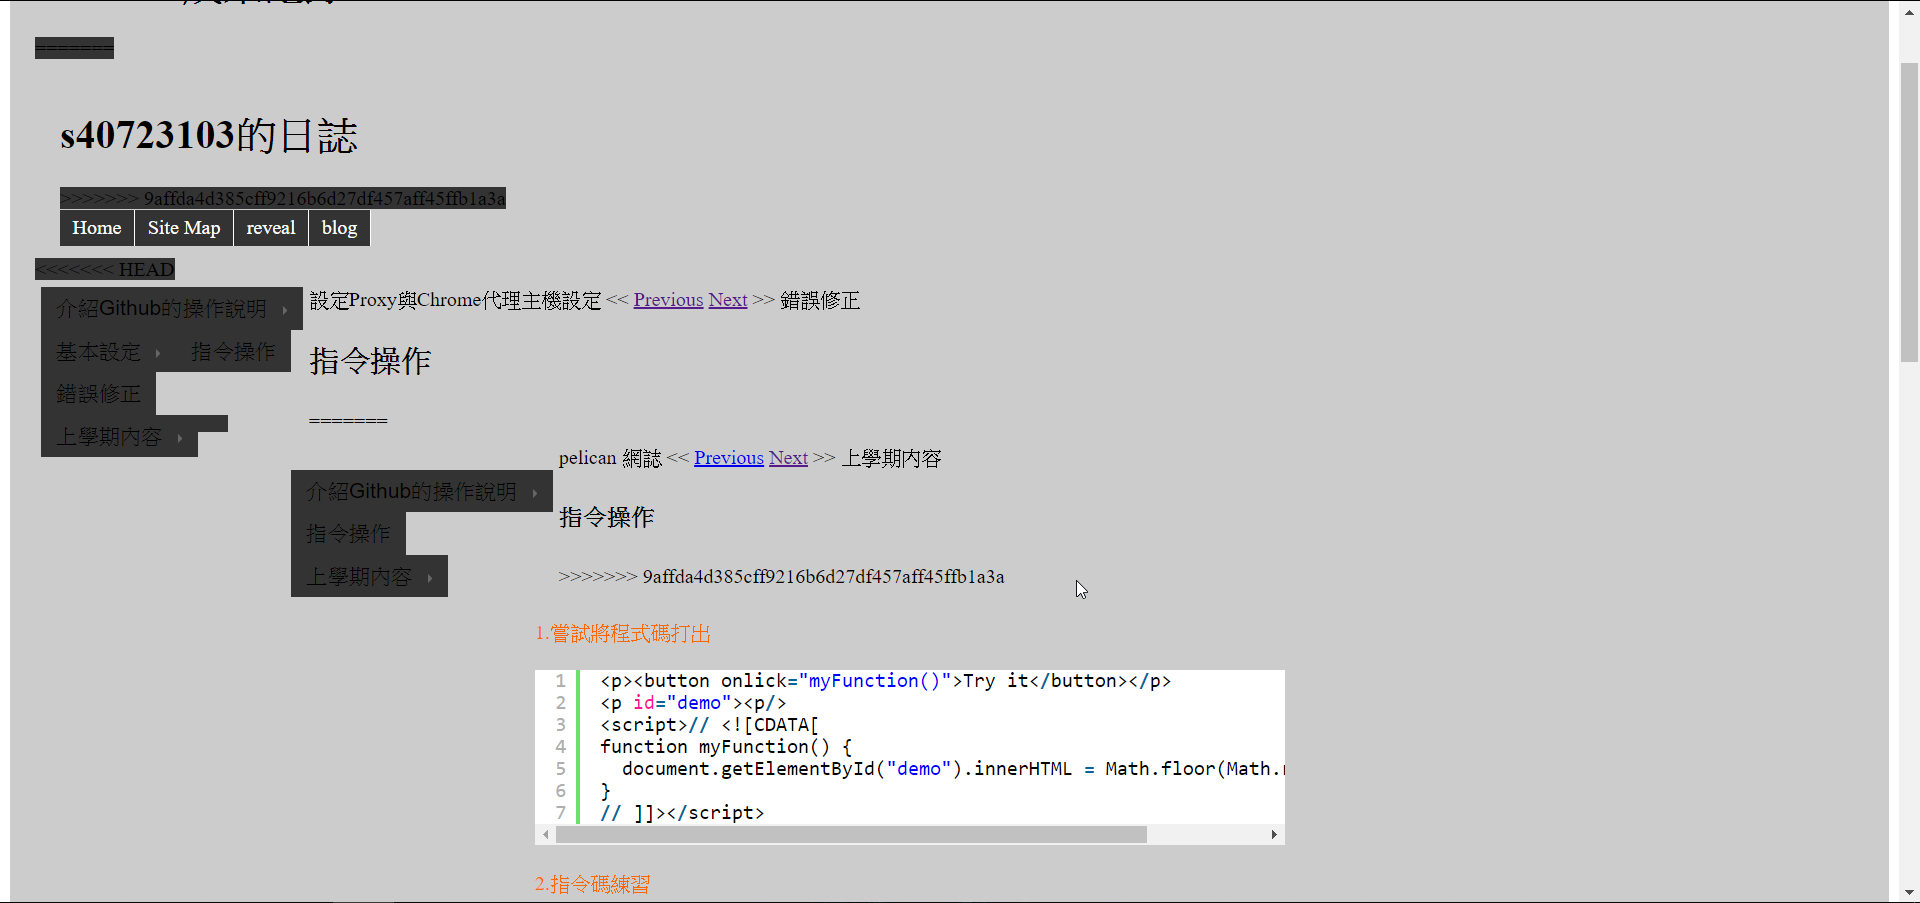 =======
s40723103的日誌
>>>>>>> 9affda4d385cff9216b6d27df457aff45ffb1a3a
Home Site Map reveal blog
<<<<<<< HEAD
介紹Github的操作說明
基本設定 指令操作
錯誤修正
上學期內容
設定Proxy與Chrome代理主機設定 << Previous Next >> 錯誤修正
指令操作
=======
介紹Github的操作說明
指令操作
上學期內容
pelican 網誌 << Previous Next >> 上學期內容
指令操作
>>>>>>> 9affda4d385cff9216b6d27df457aff45ffb1a3a
1.嘗試將程式碼打出
1 <p><button onlick="myFunction()">Try it</button></p>
2 <p id="demo"><p/>
3 <script>// <![CDATA[
4 function myFunction() {
5 document.getElementById("demo").innerHTML = Math.floor(Math.
6 }
7 // ]]></script>
2.指令碼練習